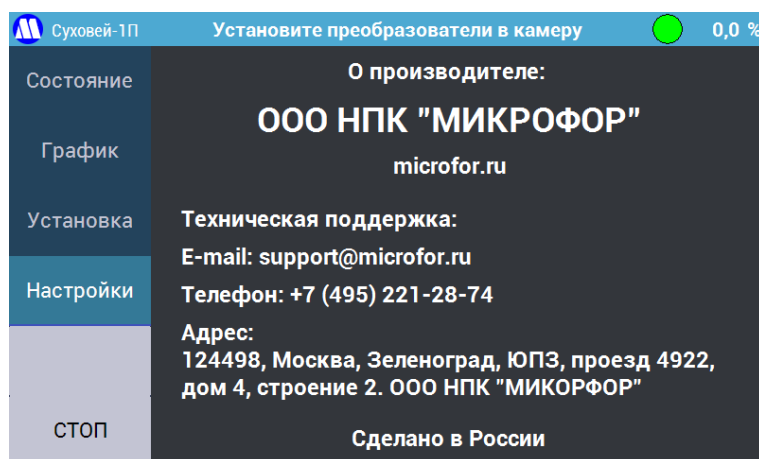 Суховей-1П
Установите преобразователи в камеру
0,0 %
Состояние
График
Установка
Настройки
СТОП
О производителе:
ООО НПК "МИКРОФОР"
microfor.ru
Техническая поддержка:
E-mail: support@microfor.ru
Телефон: +7 (495) 221-28-74
Адрес:
124498, Москва, Зеленоград, ЮПЗ, проезд 4922,
дом 4, строение 2. ООО НПК "МИКОРФОР"
Сделано в России